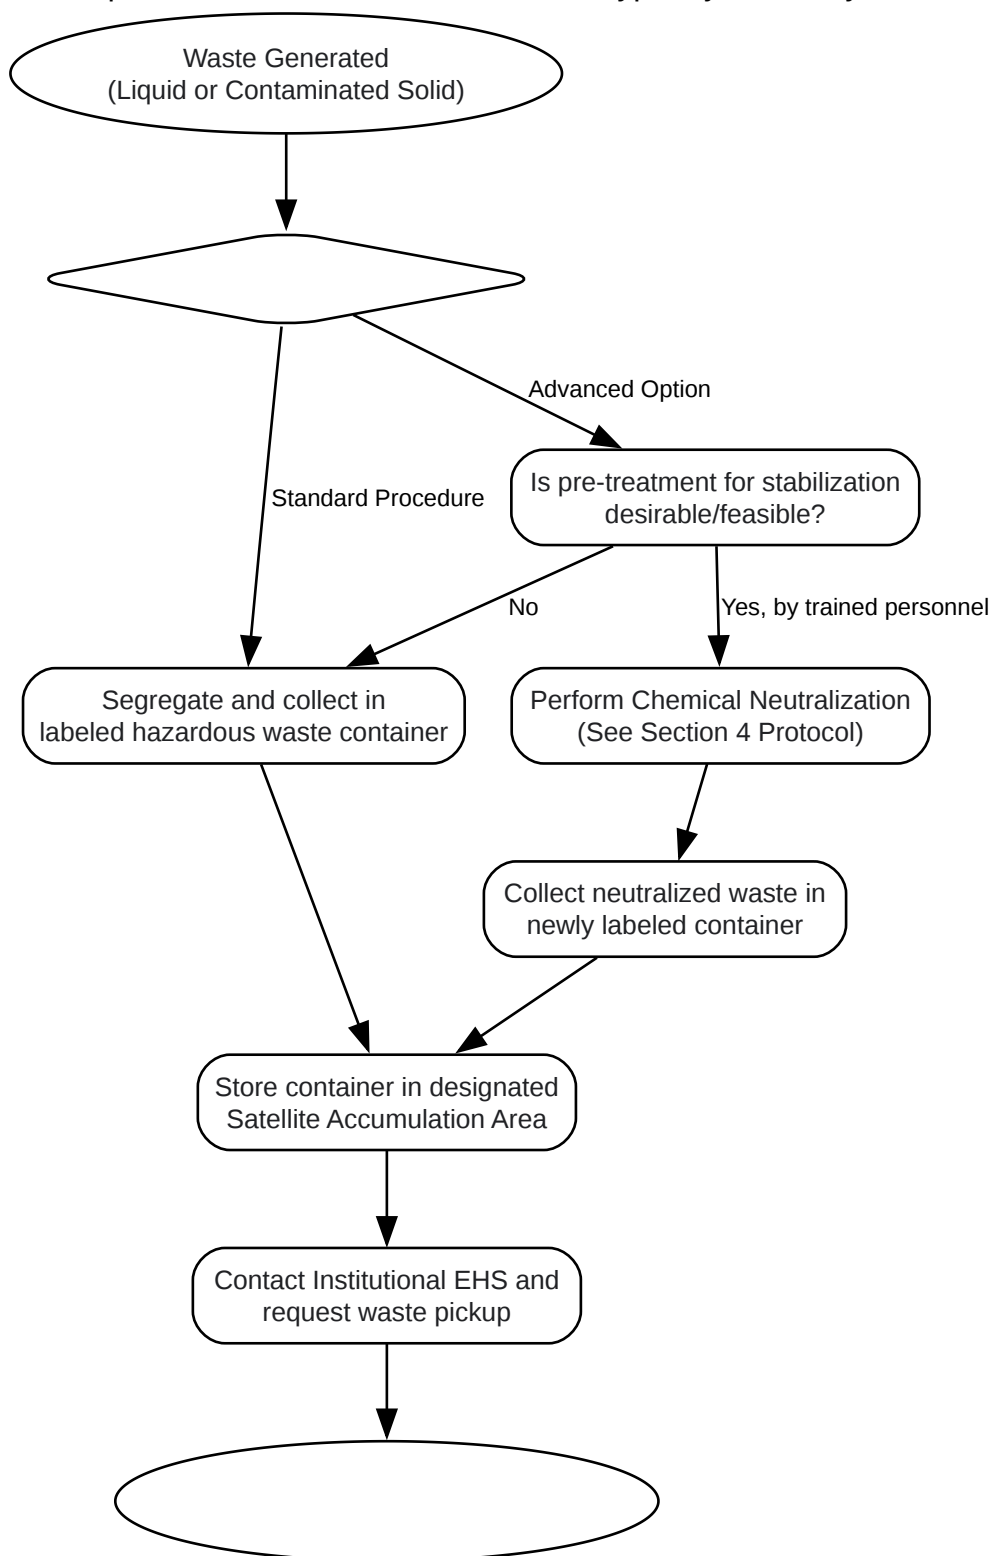 Waste Generated
(Liquid or Contaminated Solid)
Advanced Option
Is pre-treatment for stabilization
desirable/feasible?
Standard Procedure
No
Yes, by trained personnel
Segregate and collect in
labeled hazardous waste container
Perform Chemical Neutralization
(See Section 4 Protocol)
Collect neutralized waste in
newly labeled container
Store container in designated
Satellite Accumulation Area
Contact Institutional EHS and
request waste pickup